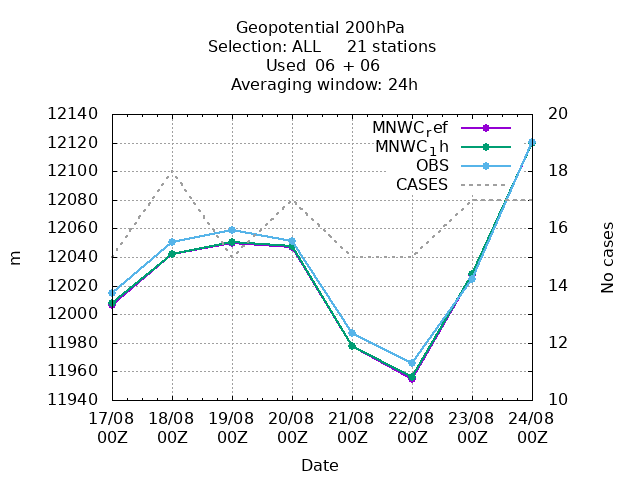 Geopotential 200hPa
Selection: ALL     21 stations
Used  06 + 06
Averaging window: 24h
12140
12120
12100
12080
12060
12040
12020
12000
11980
11960
11940
20
18
16
14
12
10
MNWCref
MNWC1h
OBS
CASES
m
No cases
17/08 18/08 19/08 20/08 21/08 22/08 23/08 24/08
00Z 00Z 00Z 00Z 00Z 00Z 00Z 00Z
Date